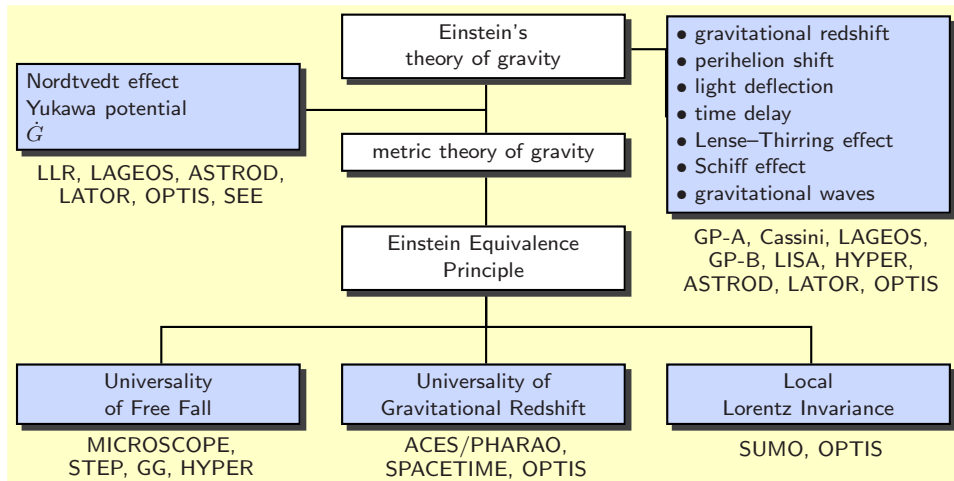 Einstein's
theory of gravity
• gravitational redshift
• perihelion shift
• light deflection
• time delay
• Lense–Thirring effect
• Schiff effect
• gravitational waves
GP-A, Cassini, LAGEOS,
GP-B, LISA, HYPER,
ASTROD, LATOR, OPTIS
Nordtvedt effect
Yukawa potential
Ġ
LLR, LAGEOS, ASTROD,
LATOR, OPTIS, SEE
metric theory of gravity
Einstein Equivalence
Principle
Universality
of Free Fall
MICROSCOPE,
STEP, GG, HYPER
Universality of
Gravitational Redshift
ACES/PHARAO,
SPACETIME, OPTIS
Local
Lorentz Invariance
SUMO, OPTIS